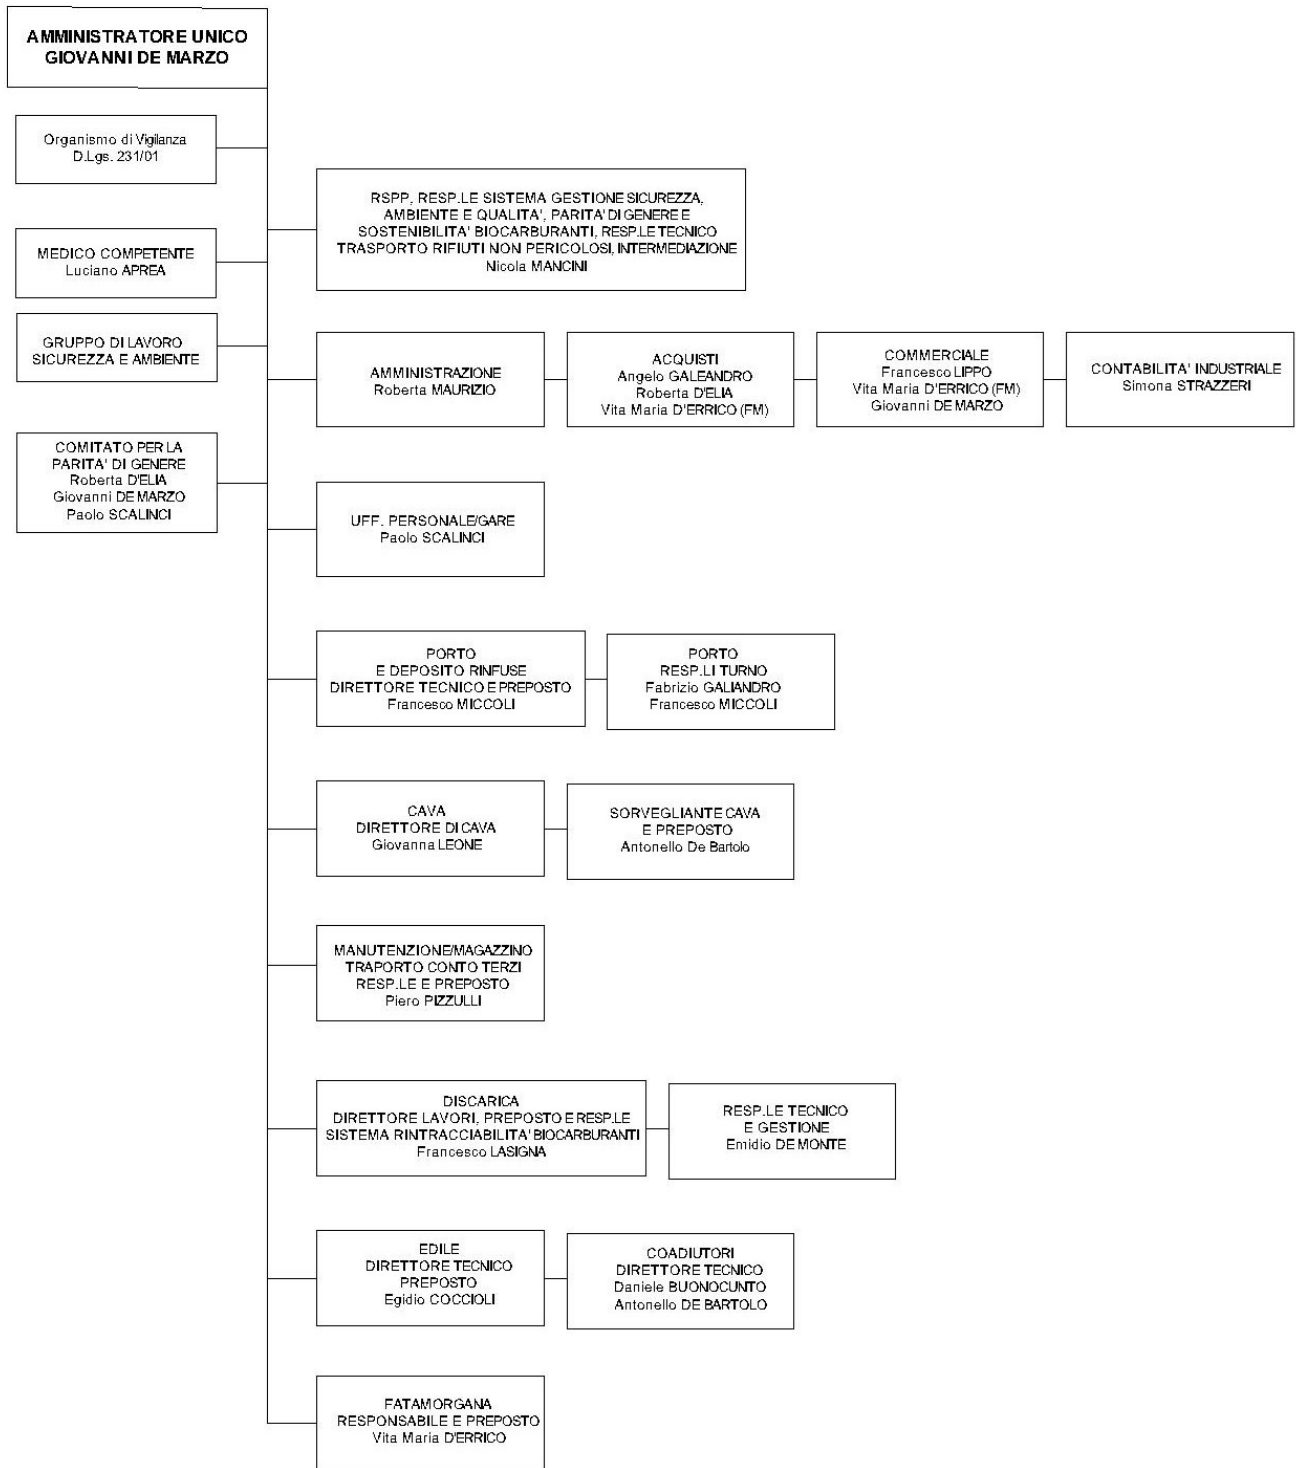 AMMINISTRATORE UNICO
GIOVANNI DE MARZO
Organismo di Vigilanza
D.Lgs. 231/01
RSPP, RESP.LE SISTEMA GESTIONE SICUREZZA,
AMBIENTE E QUALITA', PARITA' DI GENERE E
SOSTENIBILITA' BIOCARBURANTI, RESP.LE TECNICO
TRASPORTO RIFIUTI NON PERICOLOSI, INTERMEDIAZIONE
Nicola MANCINI
MEDICO COMPETENTE
Luciano APREA
GRUPPO DI LAVORO
SICUREZZA E AMBIENTE
AMMINISTRAZIONE
Roberta MAURIZIO
ACQUISTI
Angelo GALEANDRO
Roberta D'ELIA
Vita Maria D'ERRICO (FM)
COMMERCIALE
Francesco LIPPO
Vita Maria D'ERRICO (FM)
Giovanni DE MARZO
CONTABILITA' INDUSTRIALE
Simona STRAZZERI
COMITATO PER LA
PARITA' DI GENERE
Roberta D'ELIA
Giovanni DE MARZO
Paolo SCALINCI
UFF. PERSONALE/GARE
Paolo SCALINCI
PORTO
E DEPOSITO RINFUSE
DIRETTORE TECNICO E PREPOSTO
Francesco MICCOLI
PORTO
RESP.LI TURNO
Fabrizio GALIANDRO
Francesco MICCOLI
CAVA
DIRETTORE DI CAVA
Giovanna LEONE
SORVEGLIANTE CAVA
E PREPOSTO
Antonello De Bartolo
MANUTENZIONE/MAGAZZINO
TRAPORTO CONTO TERZI
RESP.LE E PREPOSTO
Piero PIZZULLI
DISCARICA
DIRETTORE LAVORI, PREPOSTO E RESP.LE
SISTEMA RINTRACCIABILITA' BIOCARBURANTI
Francesco LASIGNA
RESP.LE TECNICO
E GESTIONE
Emidio DE MONTE
EDILE
DIRETTORE TECNICO
PREPOSTO
Egidio COCCIOLI
COADIUTORI
DIRETTORE TECNICO
Daniele BUONOCUNTO
Antonello DE BARTOLO
FATAMORGANA
RESPONSABILE E PREPOSTO
Vita Maria D'ERRICO